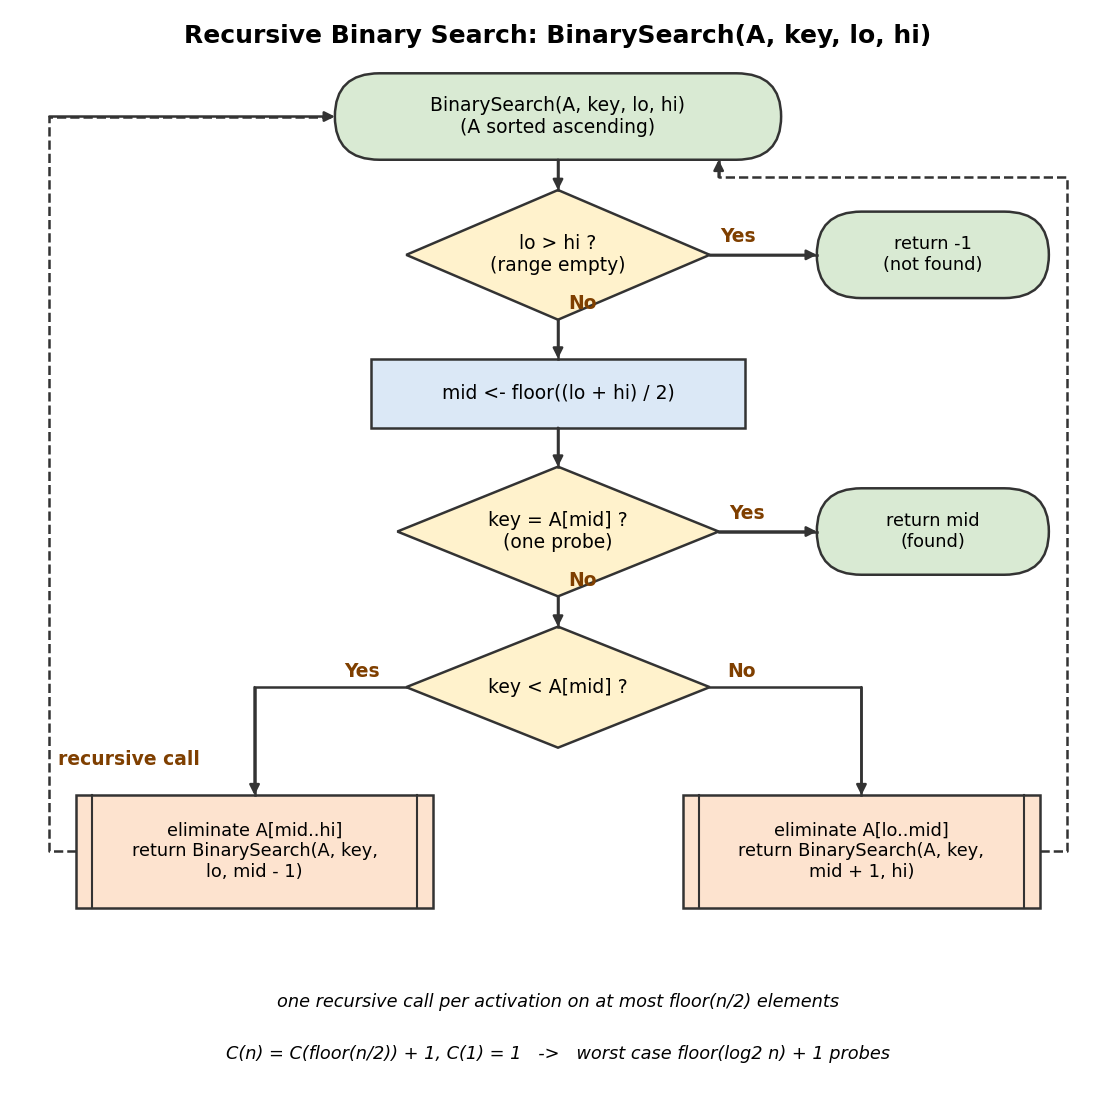 Recursive Binary Search: BinarySearch(A, key, lo, hi)
BinarySearch(A, key, lo, hi)
(A sorted ascending)
lo > hi ?
(range empty)
Yes
return -1
(not found)
No
mid <- floor((lo + hi) / 2)
key = A[mid] ?
(one probe)
Yes
return mid
(found)
No
key < A[mid] ?
Yes
No
recursive call
eliminate A[mid..hi]
return BinarySearch(A, key,
lo, mid - 1)
eliminate A[lo..mid]
return BinarySearch(A, key,
mid + 1, hi)
one recursive call per activation on at most floor(n/2) elements
C(n) = C(floor(n/2)) + 1, C(1) = 1 -> worst case floor(log2 n) + 1 probes